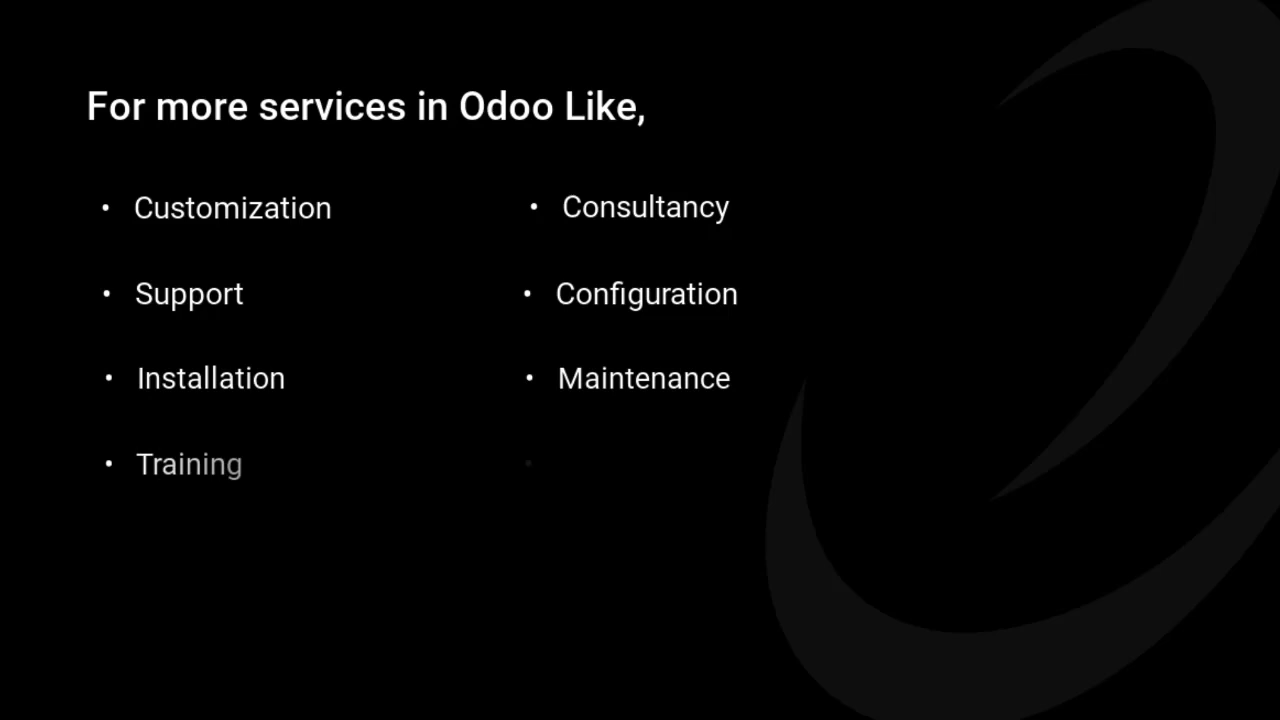 For more services in Odoo Like,
• Customization
• Consultancy
• Support
• Configuration
• Installation
• Maintenance
• Training